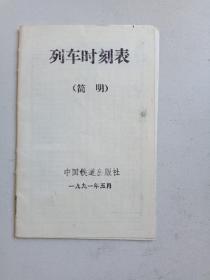 列车时刻表
（简 明）
中国铁道出版社
一九九一年五月